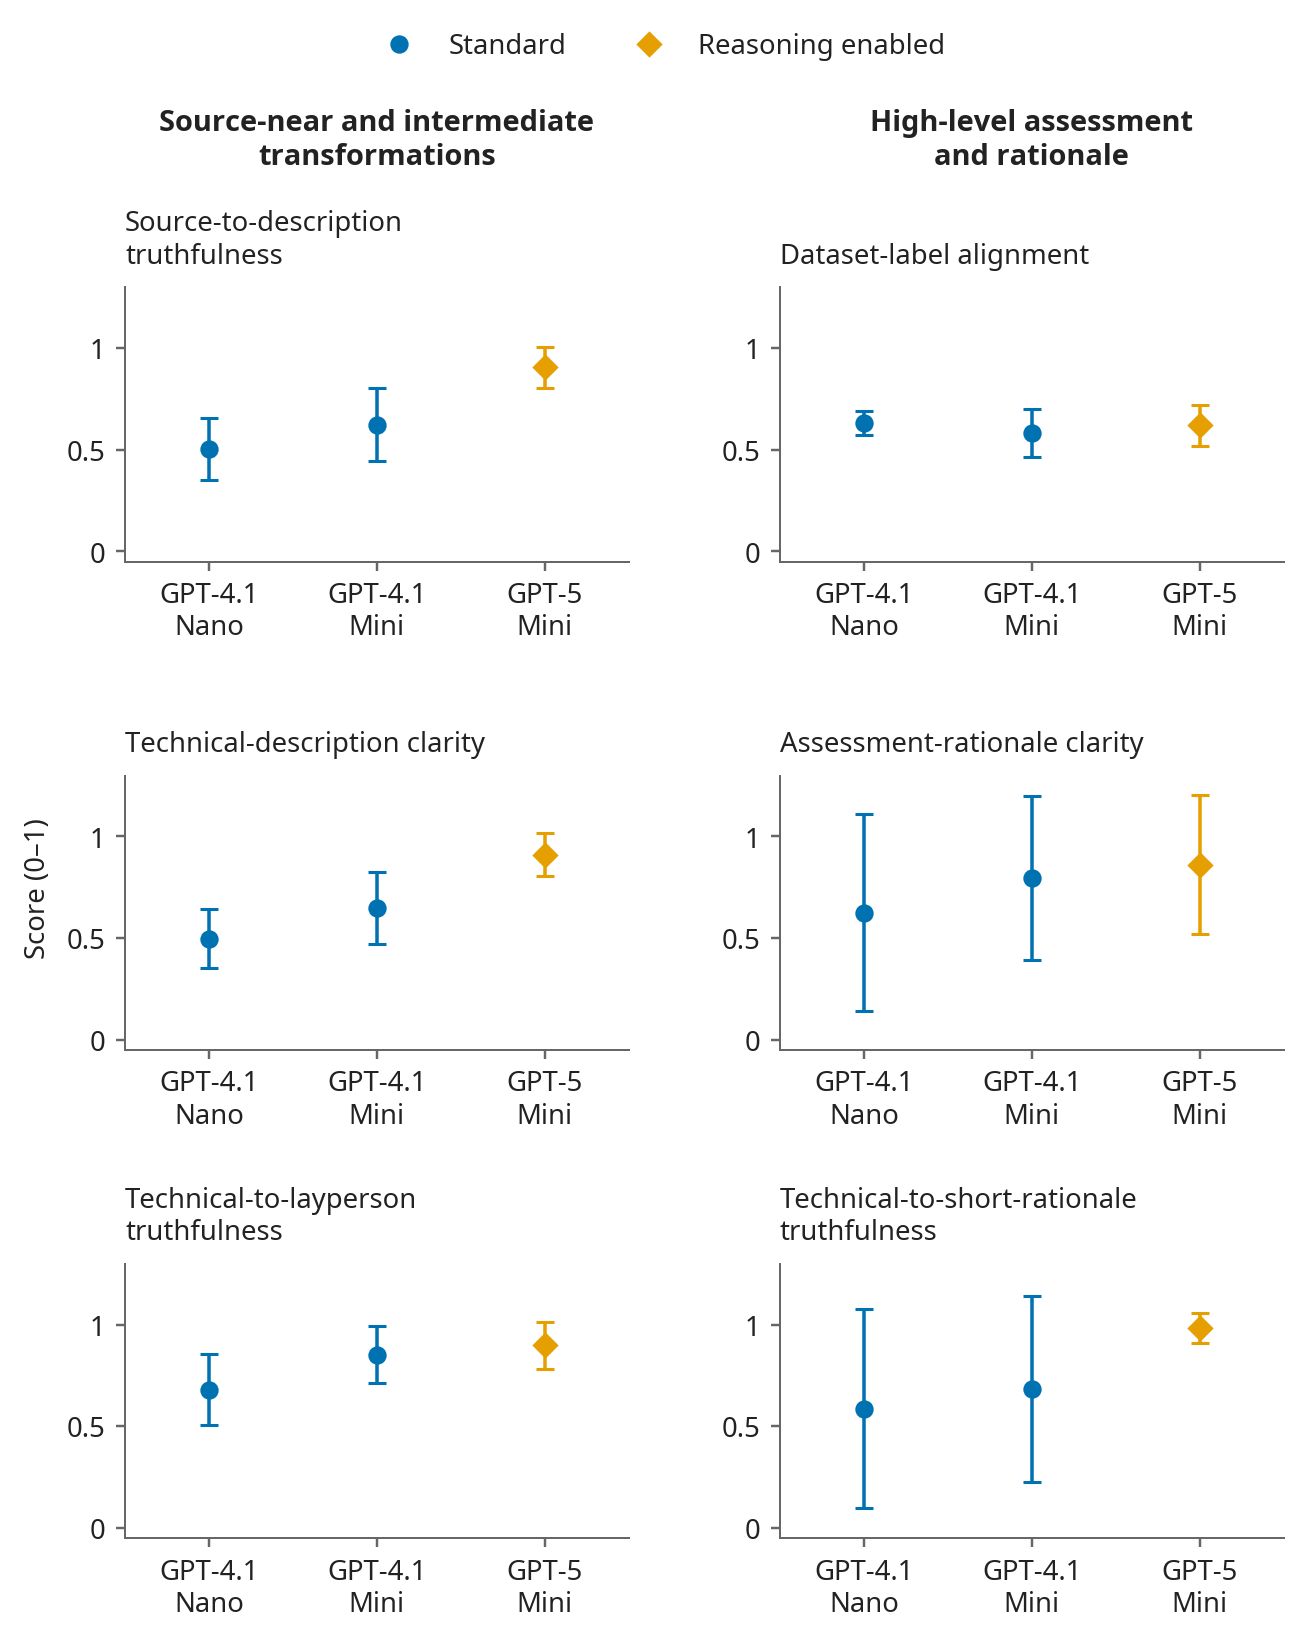 Standard
Reasoning enabled
Source-near and intermediate
transformations
High-level assessment
and rationale
Source-to-description
truthfulness
1
0.5
0
GPT-4.1
Nano
GPT-4.1
Mini
GPT-5
Mini
Dataset-label alignment
1
0.5
0
GPT-4.1
Nano
GPT-4.1
Mini
GPT-5
Mini
Score (0–1)
Technical-description clarity
1
0.5
0
GPT-4.1
Nano
GPT-4.1
Mini
GPT-5
Mini
Assessment-rationale clarity
1
0.5
0
GPT-4.1
Nano
GPT-4.1
Mini
GPT-5
Mini
Technical-to-layperson
truthfulness
1
0.5
0
GPT-4.1
Nano
GPT-4.1
Mini
GPT-5
Mini
Technical-to-short-rationale
truthfulness
1
0.5
0
GPT-4.1
Nano
GPT-4.1
Mini
GPT-5
Mini